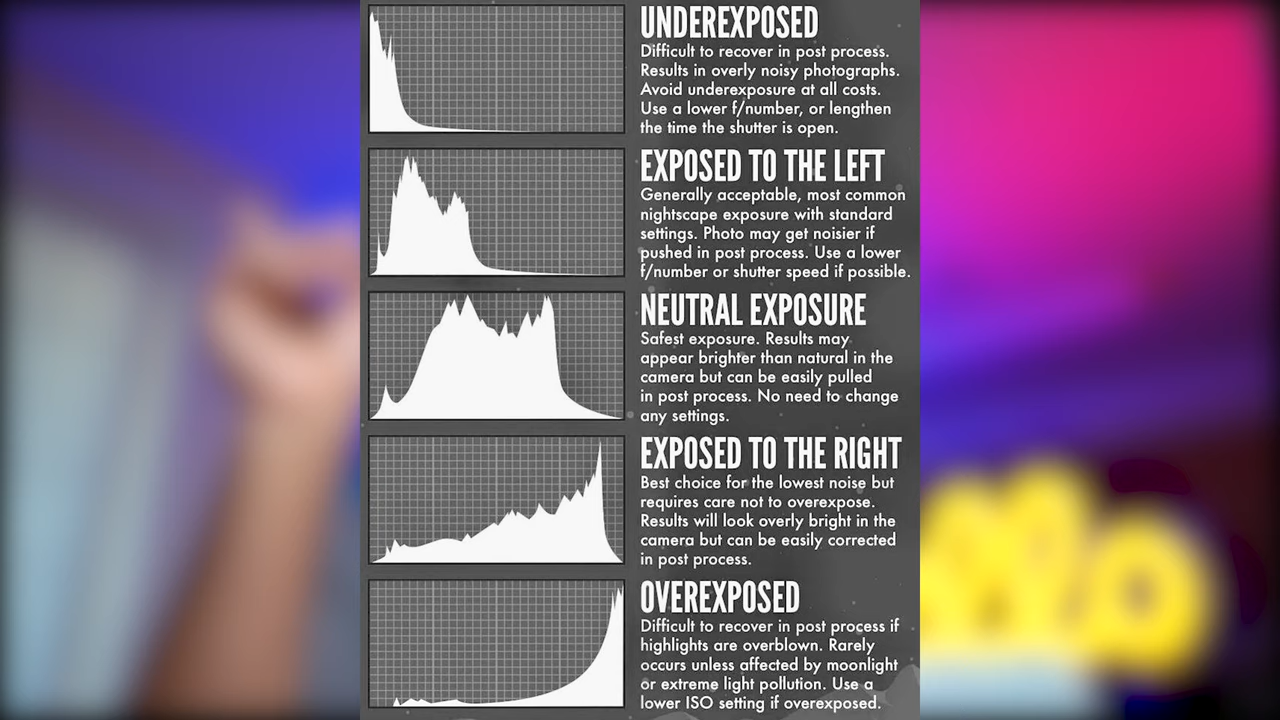 UNDEREXPOSED
Difficult to recover in post process.
Results in overly noisy photographs.
Avoid underexposure at all costs.
Use a lower f/number, or lengthen
the time the shutter is open.
EXPOSED TO THE LEFT
Generally acceptable, most common
nightscape exposure with standard
settings. Photo may get noisier if
pushed in post process. Use a lower
f/number or shutter speed if possible.
NEUTRAL EXPOSURE
Safest exposure. Results may
appear brighter than natural in the
camera but can be easily pulled
in post process. No need to change
any settings.
EXPOSED TO THE RIGHT
Best choice for the lowest noise but
requires care not to overexpose.
Results will look overly bright in the
camera but can be easily corrected
in post process.
OVEREXPOSED
Difficult to recover in post process if
highlights are overblown. Rarely
occurs unless affected by moonlight
or extreme light pollution. Use a
lower ISO setting if overexposed.